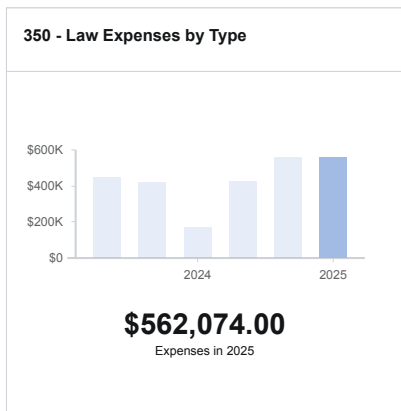 350 - Law Expenses by Type
$600K
$400K
$200K
$0
2024
2025
$562,074.00
Expenses in 2025